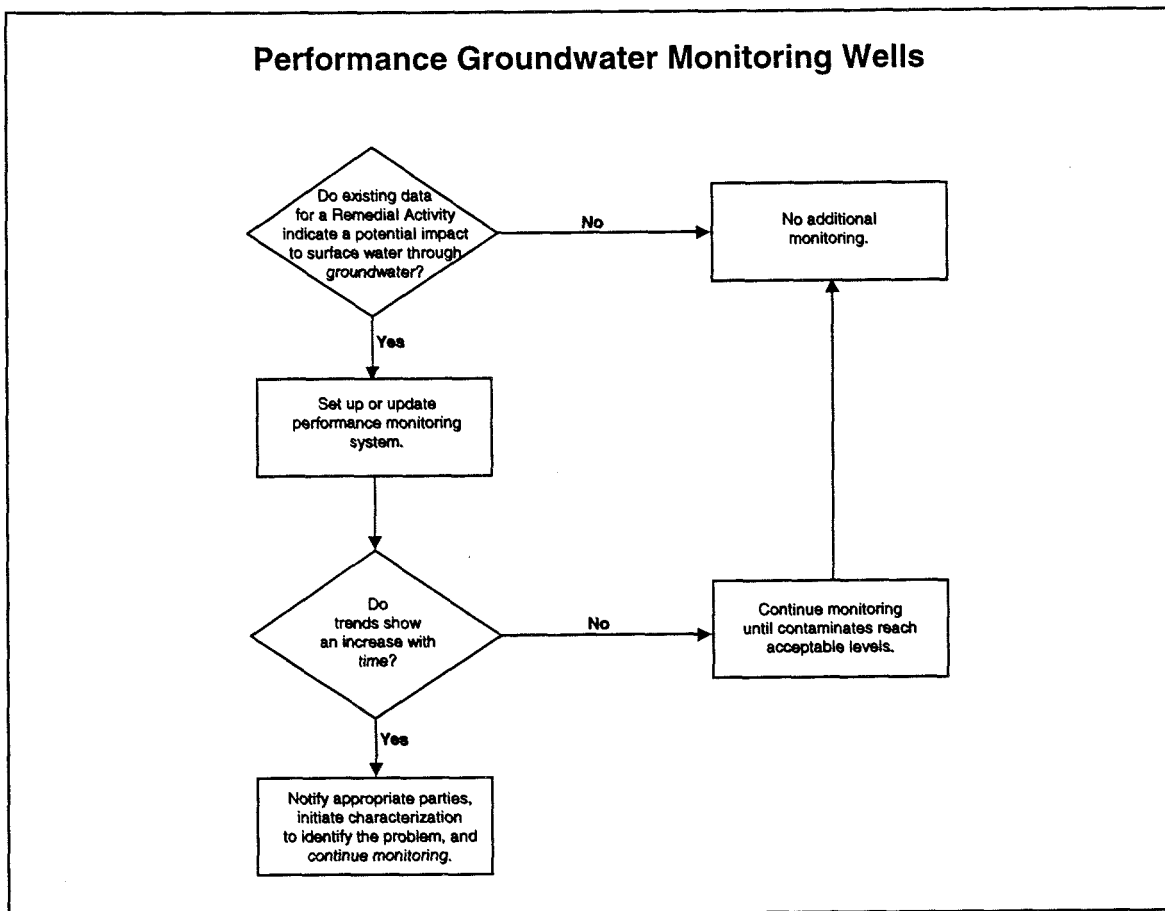 Performance Groundwater Monitoring Wells
Do existing data
for a Remedial Activity
indicate a potential impact
to surface water through
groundwater?
No
No additional
monitoring.
Yes
Set up or update
performance monitoring
system.
Do
trends show
an increase with
time?
No
Continue monitoring
until contaminates reach
acceptable levels.
Yes
Notify appropriate parties,
initiate characterization
to identify the problem, and
continue monitoring.